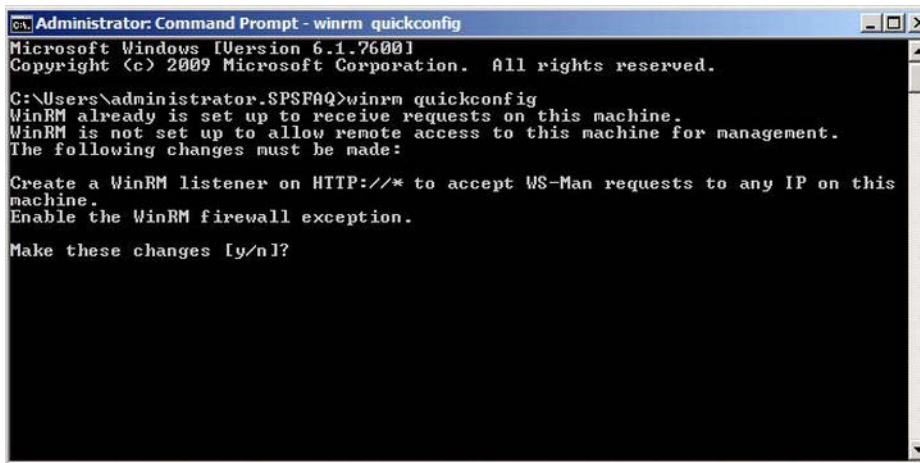 Administrator: Command Prompt - winrm quickconfig
Microsoft Windows [Version 6.1.7600]
Copyright (c) 2009 Microsoft Corporation. All rights reserved.
C:\Users\administrator.SPSFAQ>winrm quickconfig
WinRM already is set up to receive requests on this machine.
WinRM is not set up to allow remote access to this machine for management.
The following changes must be made:
Create a WinRM listener on HTTP://* to accept WS-Man requests to any IP on this
machine.
Enable the WinRM firewall exception.
Make these changes [y/n]?